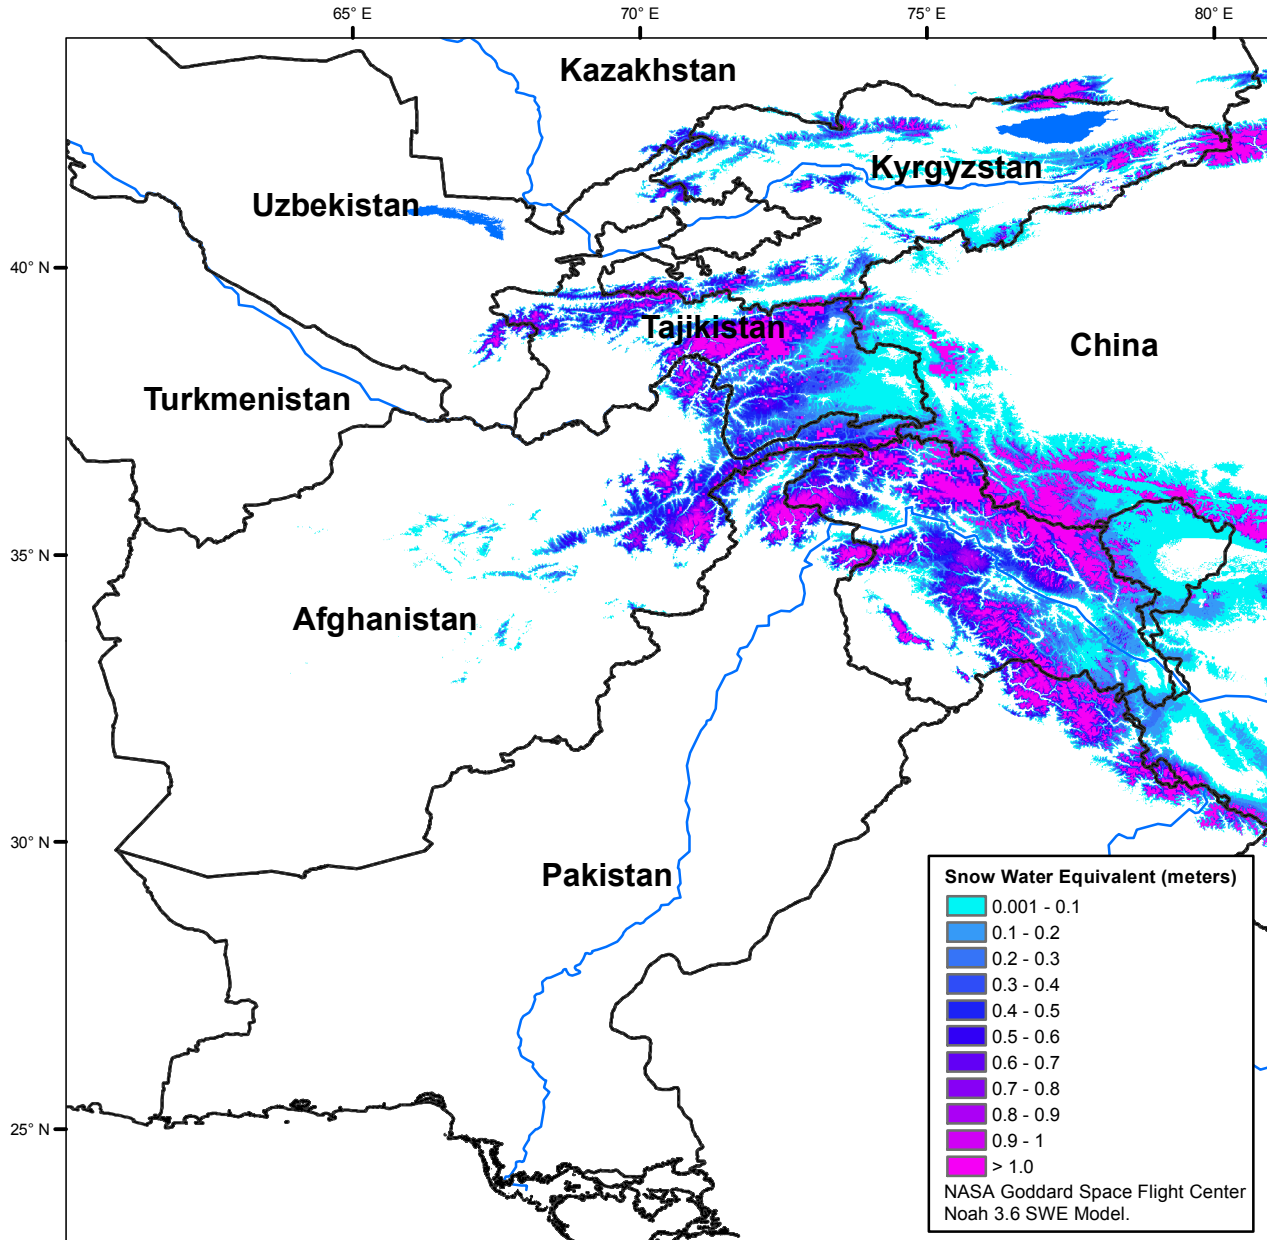 65° E
70° E
75° E
80° E
Kazakhstan
Kyrgyzstan
Uzbekistan
40° N
Tajikistan
China
Turkmenistan
35° N
Afghanistan
30° N
Pakistan
25° N
Snow Water Equivalent (meters)
0.001 - 0.1
0.1 - 0.2
0.2 - 0.3
0.3 - 0.4
0.4 - 0.5
0.5 - 0.6
0.6 - 0.7
0.7 - 0.8
0.8 - 0.9
0.9 - 1
> 1.0
NASA Goddard Space Flight Center
Noah 3.6 SWE Model.